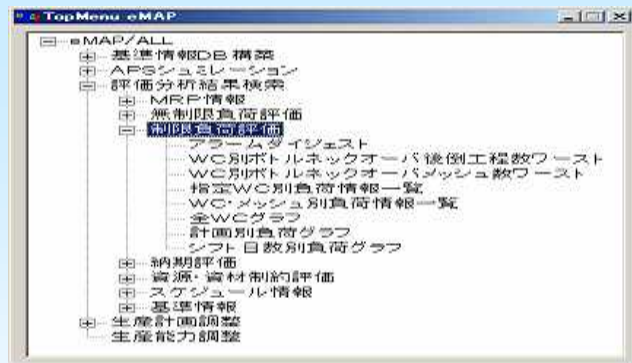 TopMenu eMAP
eMAP/ALL
基準情報DB構築
APSシュミレーション
評価分析結果検索
MRP情報
無制限負荷評価
制限負荷評価
アラームダイジェスト
WC別ボトルネックオーバ後倒工程数ワースト
WC別ボトルネックオーバメッシュ数ワースト
指定WC別負荷情報一覧
WC・メッシュ別負荷情報一覧
全WCグラフ
計画別負荷グラフ
シフト日数別負荷グラフ
納期評価
資源・資材制約評価
スケジュール情報
基準情報
生産計画調整
生産能力調整